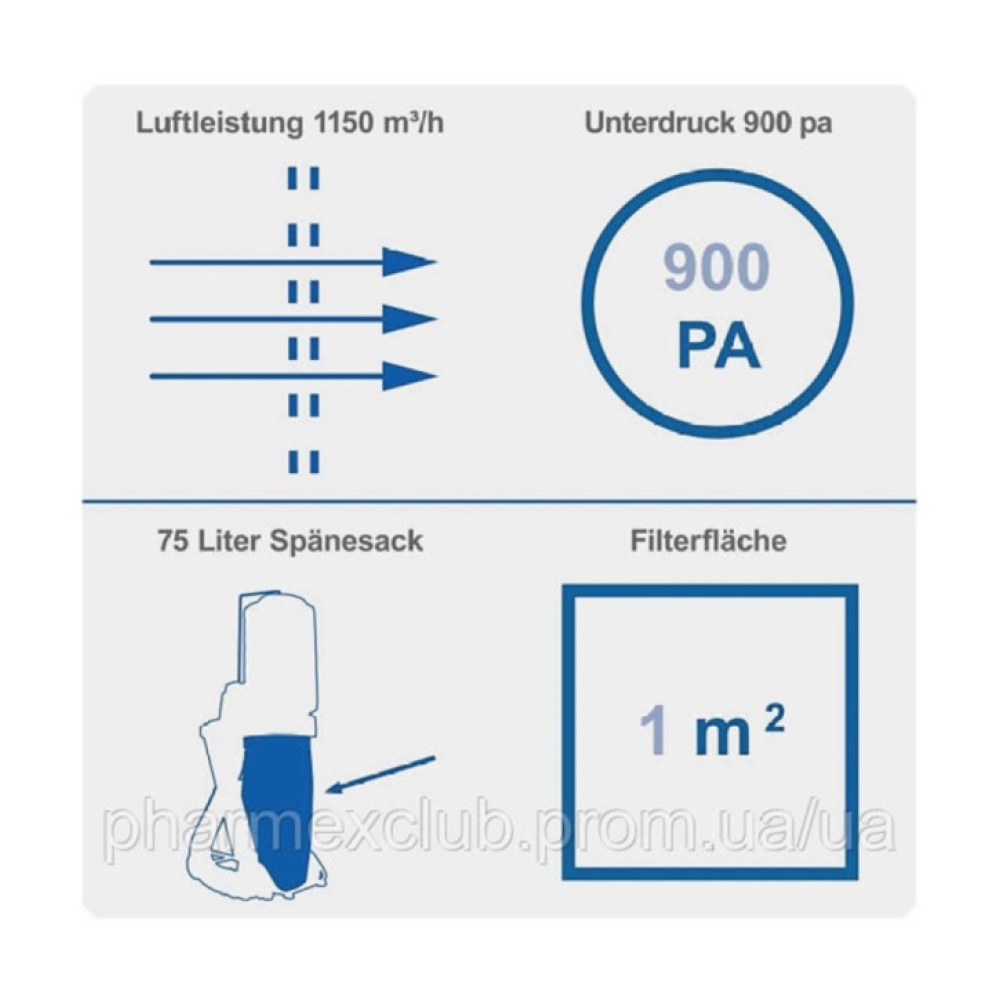 Luftleistung 1150 m³/h
Unterdruck 900 pa
900
PA
75 Liter Spänesack
Filterfläche
1 m²
pharmexclub.prom.ua/ua